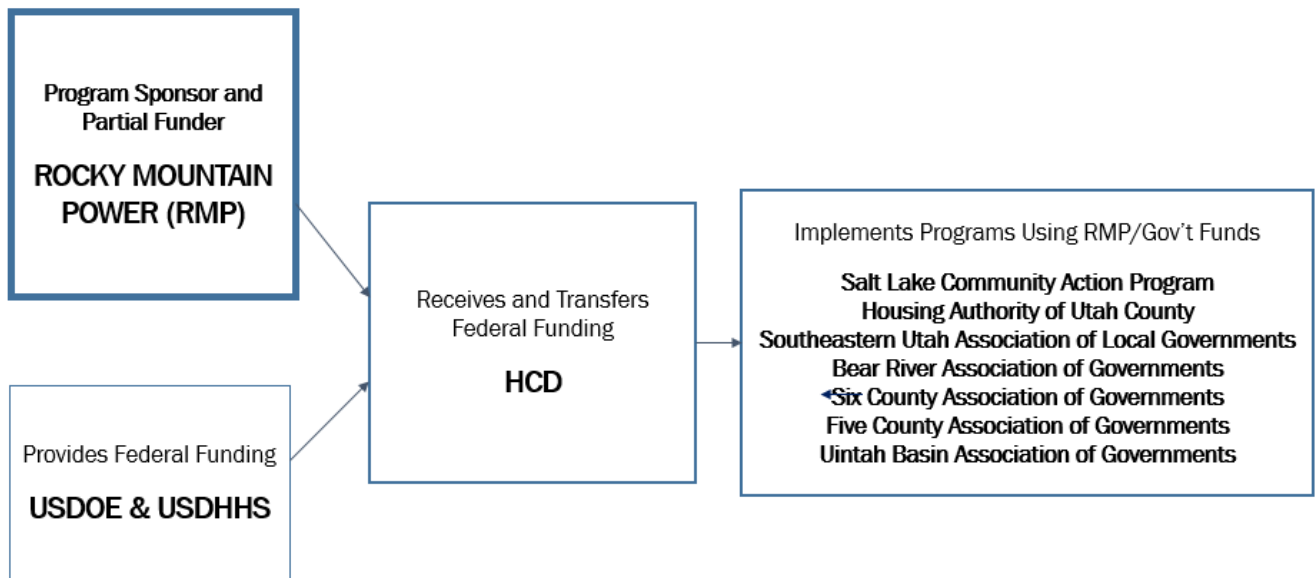 Program Sponsor and
Partial Funder
ROCKY MOUNTAIN
POWER (RMP)
Provides Federal Funding
USDOE & USDHHS
Receives and Transfers
Federal Funding
HCD
Implements Programs Using RMP/Gov't Funds
Salt Lake Community Action Program
Housing Authority of Utah County
Southeastern Utah Association of Local Governments
Bear River Association of Governments
Six County Association of Governments
Five County Association of Governments
Uintah Basin Association of Governments